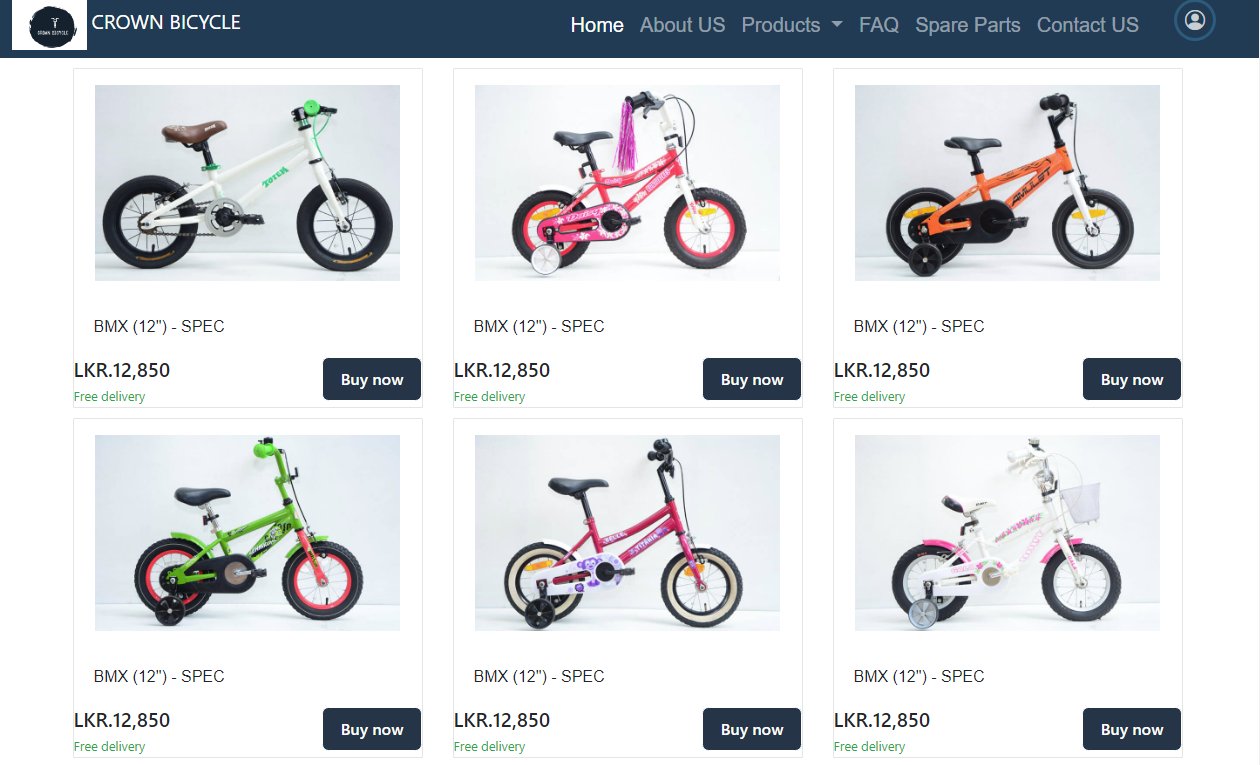 CROWN BICYCLE
CROWN BICYCLE
Home About US Products FAQ Spare Parts Contact US
TOTEM
AMULET
BMX (12") - SPEC
BMX (12") - SPEC
BMX (12") - SPEC
LKR.12,850
Free delivery
Buy now
LKR.12,850
Free delivery
Buy now
LKR.12,850
Free delivery
Buy now
BMX (12") - SPEC
BMX (12") - SPEC
BMX (12") - SPEC
LKR.12,850
Free delivery
Buy now
LKR.12,850
Free delivery
Buy now
LKR.12,850
Free delivery
Buy now